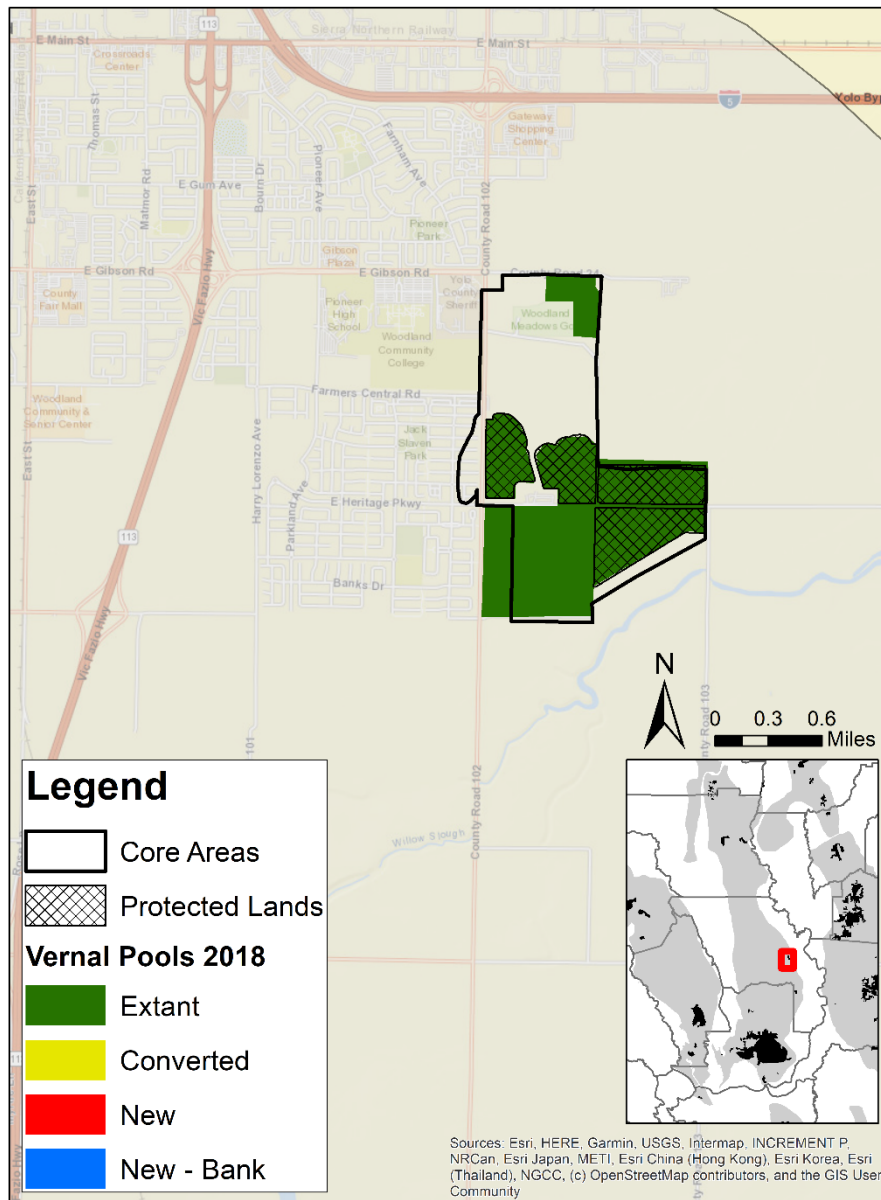 113
Sierra Northern Railway
E Main St
E Main St
Crossroads
Center
5
Yolo Byp
California Northern Railroad
Thomas St
Gateway
Shopping
Center
Matmor Rd
Bourn Dr
Pioneer Ave
Farnham Ave
East St
E Gum Ave
County Road 102
Pioneer
Park
Gibson
Plaza
E Gibson Rd
E Gibson Rd
County Road 24
Yolo
County
Sheriff
County
Fair Mall
Vic Fazio Hwy
Pioneer
High
School
Woodland
Meadows Go
Woodland
Community
College
Farmers Central Rd
Woodland
Community &
Senior Center
Jack
Slaven
Park
East St
Harry Lorenzo Ave
Parkland Ave
E Heritage Pkwy
113
Banks Dr
Vic Fazio Hwy
N
0 0.3 0.6
Miles
unty Road 103
101
County Road 102
Willow Slough
Legend
Core Areas
Protected Lands
Vernal Pools 2018
Extant
Converted
New
New - Bank
113
Sources: Esri, HERE, Garmin, USGS, Intermap, INCREMENT P,
NRCan, Esri Japan, METI, Esri China (Hong Kong), Esri Korea, Esri
(Thailand), NGCC, (c) OpenStreetMap contributors, and the GIS User
Community